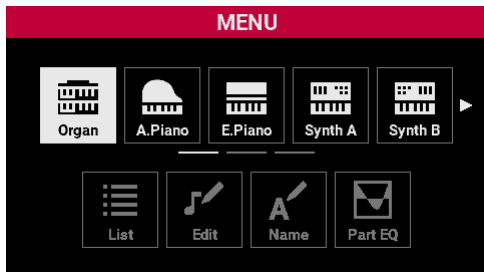 MENU
Organ A.Piano E.Piano Synth A Synth B
List Edit Name Part EQ